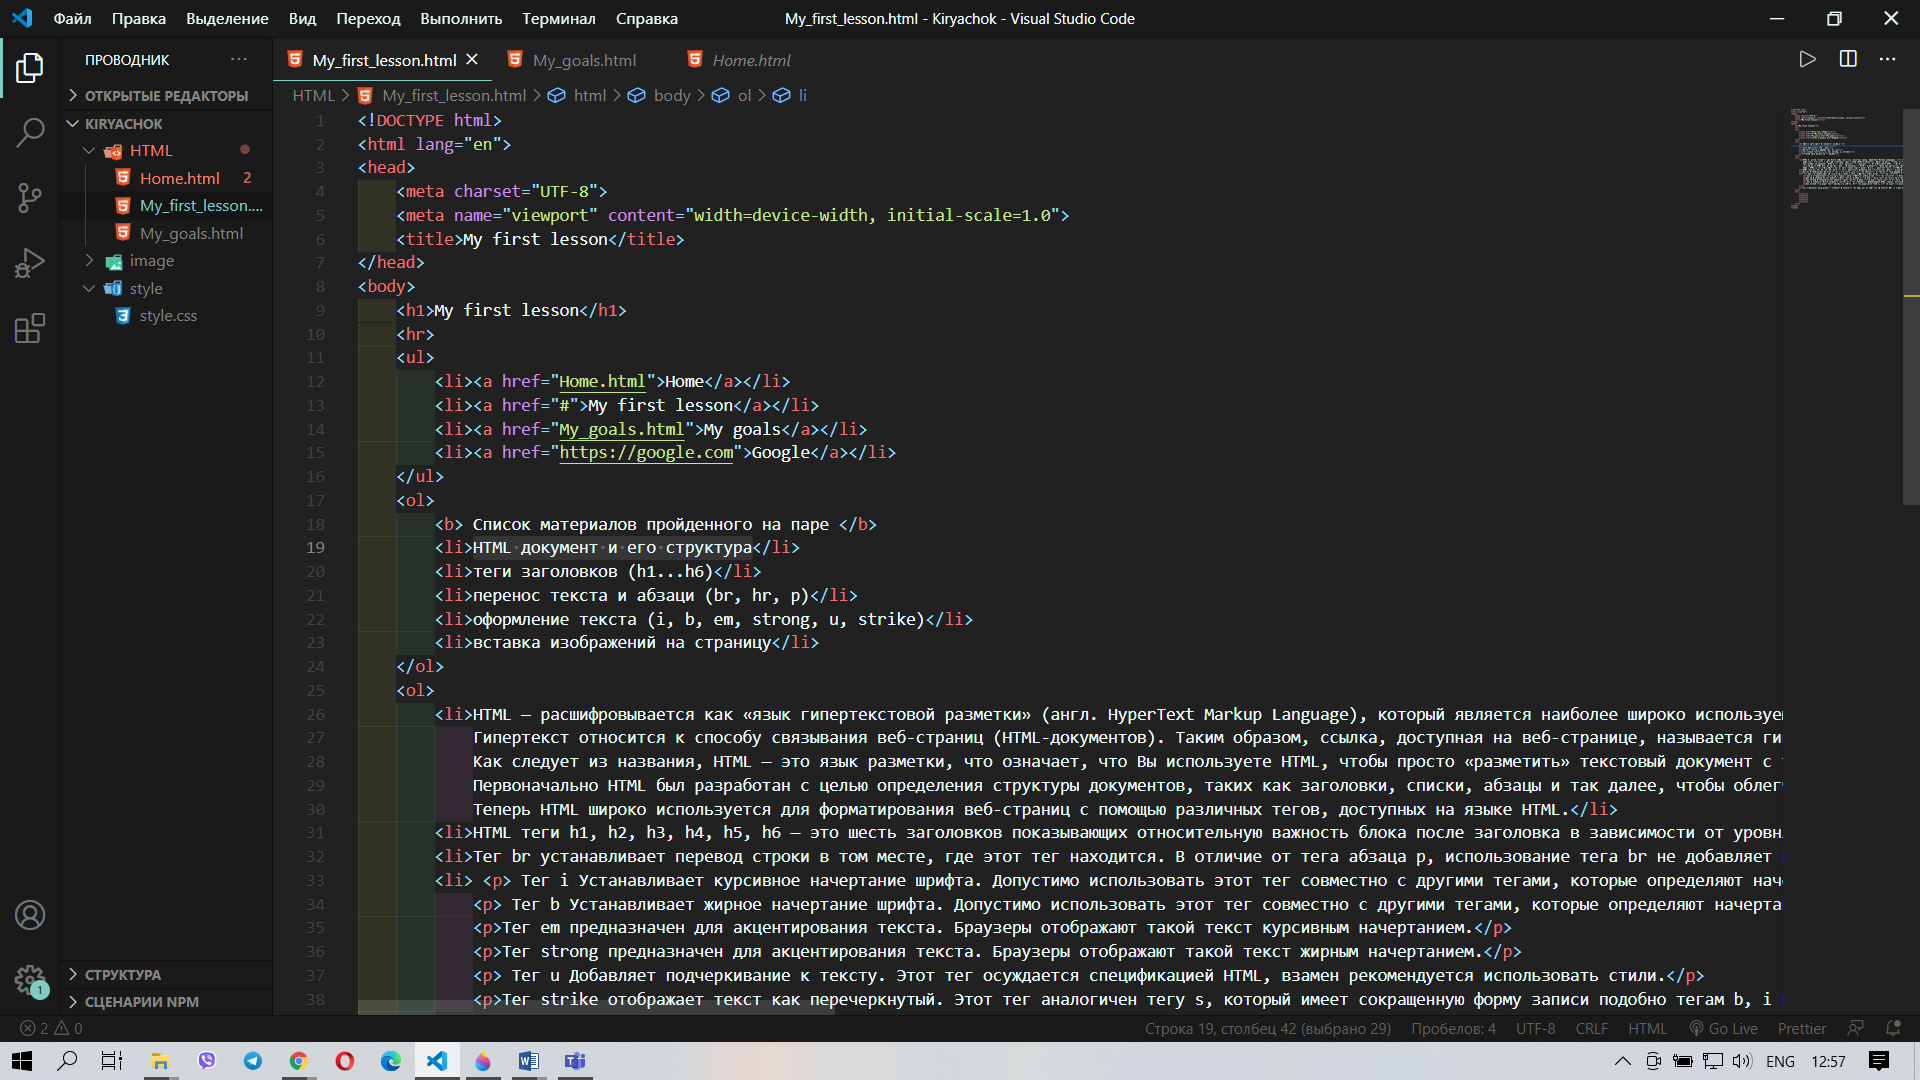 Файл Правка Выделение Вид Переход Выполнить Терминал Справка
My_first_lesson.html - Kiryachok - Visual Studio Code
ПРОВОДНИК
ОТКРЫТЫЕ РЕДАКТОРЫ
KIRYACHOK
HTML
Home.html 2
My_first_lesson....
My_goals.html
image
style
style.css
СТРУКТУРА
СЦЕНАРИИ NPM
1
My_first_lesson.html My_goals.html Home.html
HTML > My_first_lesson.html > html > body > ol > li
1 <!DOCTYPE html>
2 <html lang="en">
3 <head>
4 <meta charset="UTF-8">
5 <meta name="viewport" content="width=device-width, initial-scale=1.0">
6 <title>My first lesson</title>
7 </head>
8 <body>
9 <h1>My first lesson</h1>
10 <hr>
11 <ul>
12 <li><a href="Home.html">Home</a></li>
13 <li><a href="#">My first lesson</a></li>
14 <li><a href="My_goals.html">My goals</a></li>
15 <li><a href="https://google.com">Google</a></li>
16 </ul>
17 <ol>
18 <b> Список материалов пройденного на паре </b>
19 <li>HTML·документ·и·его·структура</li>
20 <li>теги заголовков (h1...h6)</li>
21 <li>перенос текста и абзаци (br, hr, p)</li>
22 <li>оформление текста (i, b, em, strong, u, strike)</li>
23 <li>вставка изображений на страницу</li>
24 </ol>
25 <ol>
26 <li>HTML — расшифровывается как «язык гипертекстовой разметки» (англ. HyperText Markup Language), который является наиболее широко используе
27 Гипертекст относится к способу связывания веб-страниц (HTML-документов). Таким образом, ссылка, доступная на веб-странице, называется ги
28 Как следует из названия, HTML — это язык разметки, что означает, что Вы используете HTML, чтобы просто «разметить» текстовый документ с
29 Первоначально HTML был разработан с целью определения структуры документов, таких как заголовки, списки, абзацы и так далее, чтобы облег
30 Теперь HTML широко используется для форматирования веб-страниц с помощью различных тегов, доступных на языке HTML.</li>
31 <li>HTML теги h1, h2, h3, h4, h5, h6 — это шесть заголовков показывающих относительную важность блока после заголовка в зависимости от уровн
32 <li>Тег br устанавливает перевод строки в том месте, где этот тег находится. В отличие от тега абзаца p, использование тега br не добавляет
33 <li> <p> Тег i Устанавливает курсивное начертание шрифта. Допустимо использовать этот тег совместно с другими тегами, которые определяют нач
34 <p> Тег b Устанавливает жирное начертание шрифта. Допустимо использовать этот тег совместно с другими тегами, которые определяют начерта
35 <p>Тег em предназначен для акцентирования текста. Браузеры отображают такой текст курсивным начертанием.</p>
36 <p>Тег strong предназначен для акцентирования текста. Браузеры отображают такой текст жирным начертанием.</p>
37 <p> Тег u Добавляет подчеркивание к тексту. Этот тег осуждается спецификацией HTML, взамен рекомендуется использовать стили.</p>
38 <p>Тег strike отображает текст как перечеркнутый. Этот тег аналогичен тегу s, который имеет сокращенную форму записи подобно тегам b, i
2 0 Строка 19, столбец 42 (выбрано 29) Пробелов: 4 UTF-8 CRLF HTML Go Live Prettier
ENG 12:57